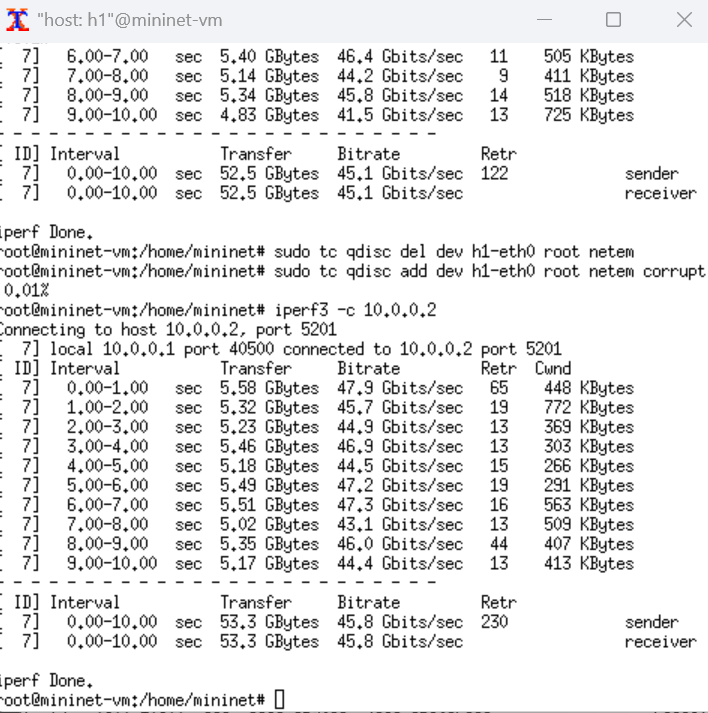 "host: h1"@mininet-vm
7] 6.00-7.00 sec 5.40 GBytes 46.4 Gbits/sec 11 505 KBytes
7] 7.00-8.00 sec 5.14 GBytes 44.2 Gbits/sec 9 411 KBytes
7] 8.00-9.00 sec 5.34 GBytes 45.8 Gbits/sec 14 518 KBytes
7] 9.00-10.00 sec 4.83 GBytes 41.5 Gbits/sec 13 725 KBytes
- - - - - - - - - - - - - - - - - - - - - - - - -
ID] Interval Transfer Bitrate Retr
7] 0.00-10.00 sec 52.5 GBytes 45.1 Gbits/sec 122 sender
7] 0.00-10.00 sec 52.5 GBytes 45.1 Gbits/sec receiver
iperf Done.
root@mininet-vm:/home/mininet# sudo tc qdisc del dev h1-eth0 root netem
root@mininet-vm:/home/mininet# sudo tc qdisc add dev h1-eth0 root netem corrupt
0.01%
root@mininet-vm:/home/mininet# iperf3 -c 10.0.0.2
Connecting to host 10.0.0.2, port 5201
7] local 10.0.0.1 port 40500 connected to 10.0.0.2 port 5201
ID] Interval Transfer Bitrate Retr Cwnd
7] 0.00-1.00 sec 5.58 GBytes 47.9 Gbits/sec 65 448 KBytes
7] 1.00-2.00 sec 5.32 GBytes 45.7 Gbits/sec 19 772 KBytes
7] 2.00-3.00 sec 5.23 GBytes 44.9 Gbits/sec 13 369 KBytes
7] 3.00-4.00 sec 5.46 GBytes 46.9 Gbits/sec 13 303 KBytes
7] 4.00-5.00 sec 5.18 GBytes 44.5 Gbits/sec 15 266 KBytes
7] 5.00-6.00 sec 5.49 GBytes 47.2 Gbits/sec 19 291 KBytes
7] 6.00-7.00 sec 5.51 GBytes 47.3 Gbits/sec 16 563 KBytes
7] 7.00-8.00 sec 5.02 GBytes 43.1 Gbits/sec 13 509 KBytes
7] 8.00-9.00 sec 5.35 GBytes 46.0 Gbits/sec 44 407 KBytes
7] 9.00-10.00 sec 5.17 GBytes 44.4 Gbits/sec 13 413 KBytes
- - - - - - - - - - - - - - - - - - - - - - - - -
ID] Interval Transfer Bitrate Retr
7] 0.00-10.00 sec 53.3 GBytes 45.8 Gbits/sec 230 sender
7] 0.00-10.00 sec 53.3 GBytes 45.8 Gbits/sec receiver
iperf Done.
root@mininet-vm:/home/mininet#